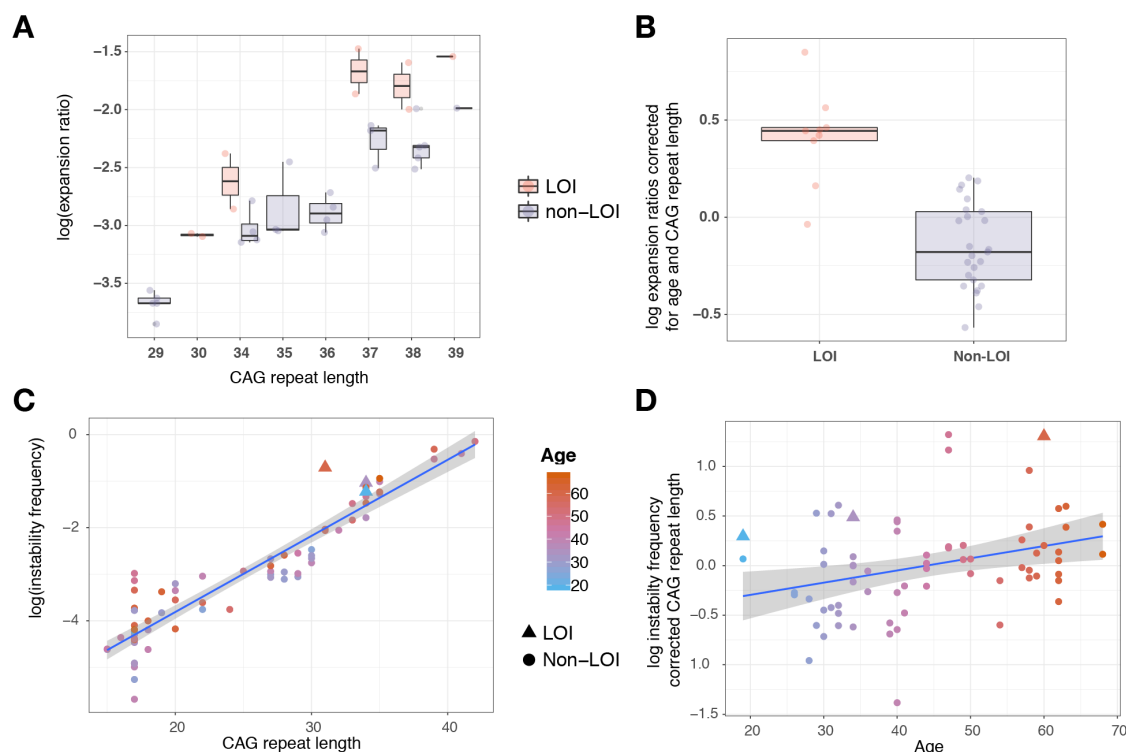 A
B
−1.5
−2.0
−2.5
−3.0
−3.5
log(expansion ratio)
29 30 34 35 36 37 38 39
CAG repeat length
LOI
non−LOI
0.5
0.0
−0.5
log expansion ratios corrected
for age and CAG repeat length
LOI Non-LOI
C
D
0
−2
−4
log(instability frequency)
20 30 40
CAG repeat length
Age
60
50
40
30
20
LOI
Non−LOI
1.0
0.5
0.0
−0.5
1.0
−1.5
log instability frequency
corrected CAG repeat length
20 30 40 50 60 70
Age